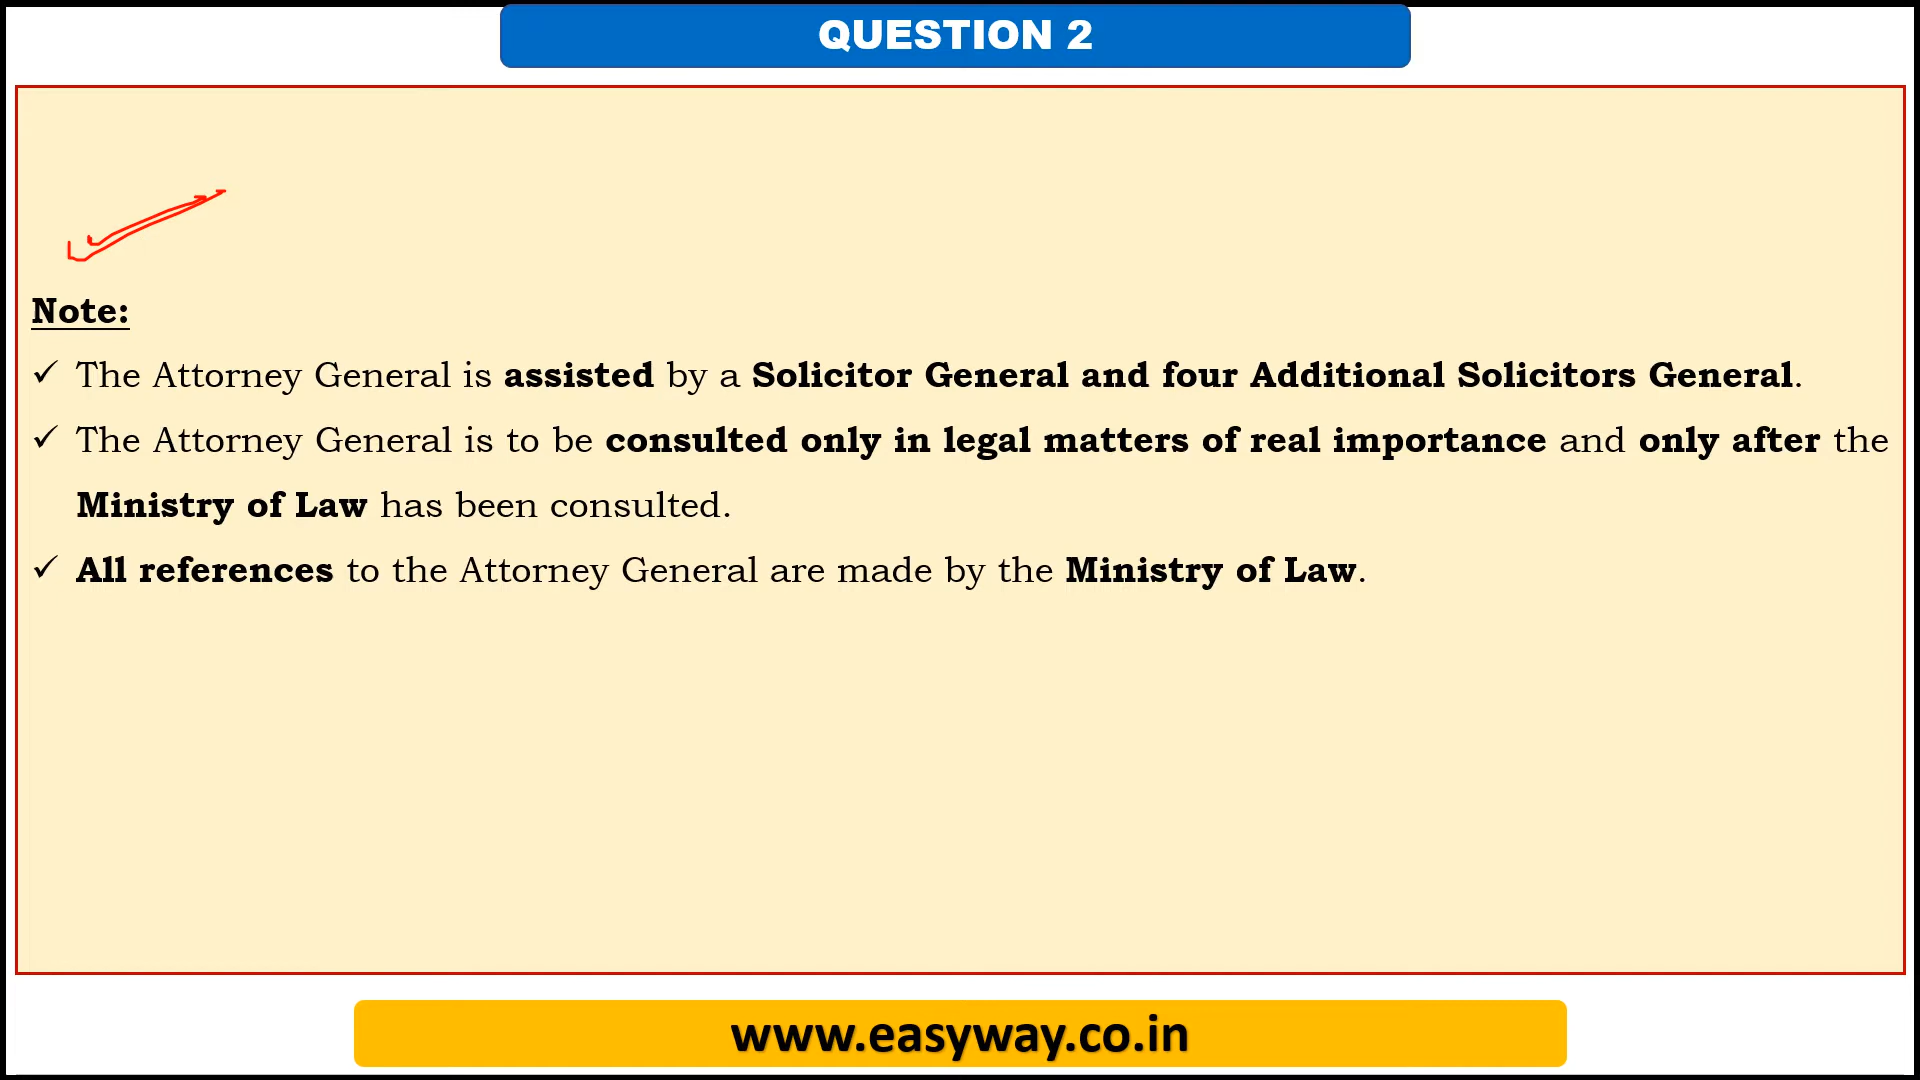 QUESTION 2
Note:
✓ The Attorney General is assisted by a Solicitor General and four Additional Solicitors General.
✓ The Attorney General is to be consulted only in legal matters of real importance and only after the
Ministry of Law has been consulted.
✓ All references to the Attorney General are made by the Ministry of Law.
www.easyway.co.in